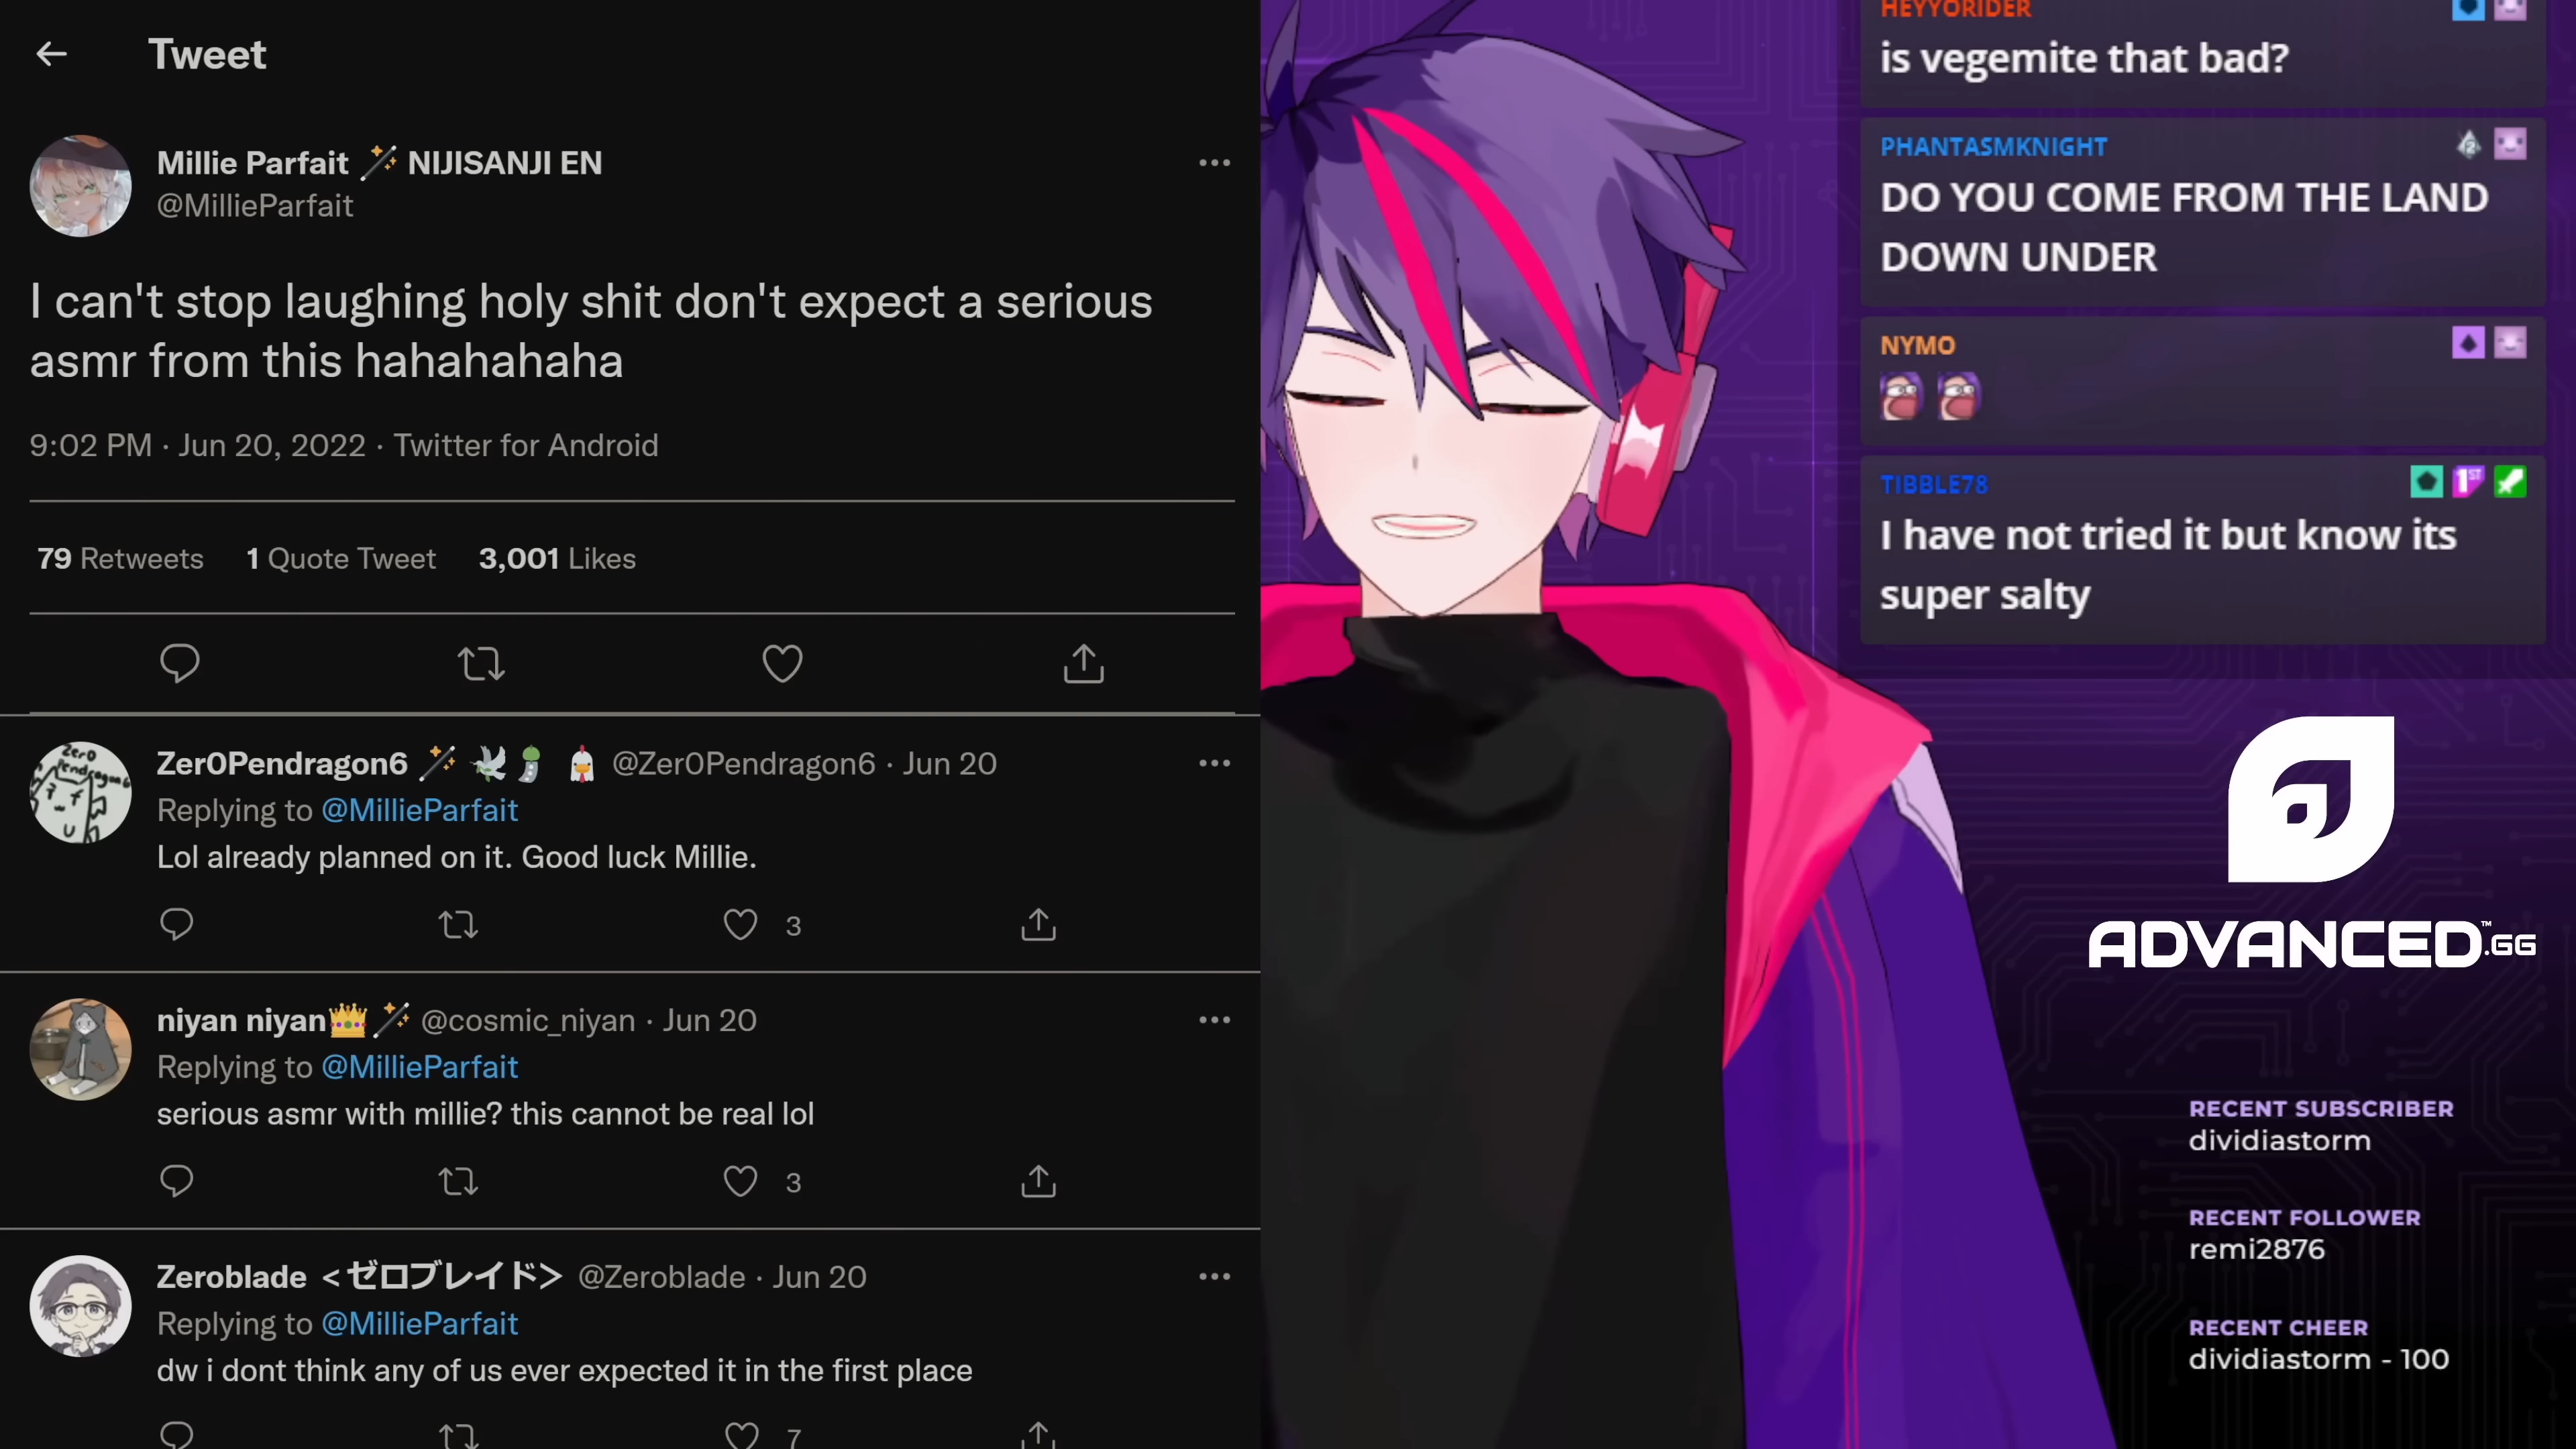 Tweet
Millie Parfait 🪄 NIJISANJI EN
@MillieParfait
I can't stop laughing holy shit don't expect a serious
asmr from this hahahahaha
9:02 PM · Jun 20, 2022 · Twitter for Android
79 Retweets 1 Quote Tweet 3,001 Likes
Zer0Pendragon6 @Zer0Pendragon6 · Jun 20
Replying to @MillieParfait
Lol already planned on it. Good luck Millie.
3
niyan niyan👑🪄 @cosmic_niyan · Jun 20
Replying to @MillieParfait
serious asmr with millie? this cannot be real lol
3
Zeroblade <ゼロブレイド> @Zeroblade · Jun 20
Replying to @MillieParfait
dw i dont think any of us ever expected it in the first place
7
HEYYORIDER
is vegemite that bad?
PHANTASMKNIGHT
DO YOU COME FROM THE LAND
DOWN UNDER
NYMO
TIBBLE78
I have not tried it but know its
super salty
ADVANCED™.GG
RECENT SUBSCRIBER
dividiastorm
RECENT FOLLOWER
remi2876
RECENT CHEER
dividiastorm - 100